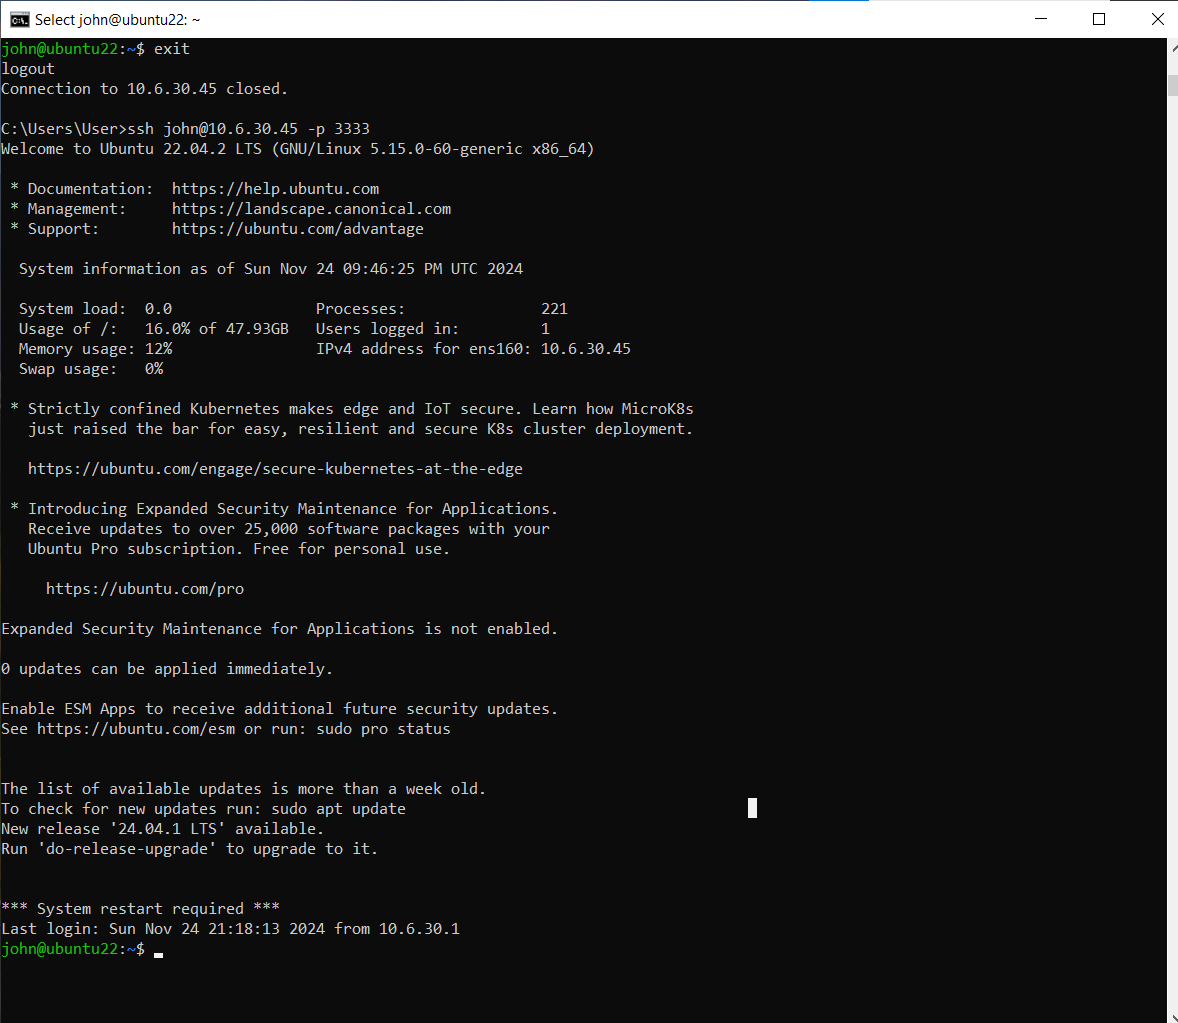 Select john@ubuntu22: ~
john@ubuntu22:~$ exit
logout
Connection to 10.6.30.45 closed.
C:\Users\User>ssh john@10.6.30.45 -p 3333
Welcome to Ubuntu 22.04.2 LTS (GNU/Linux 5.15.0-60-generic x86_64)
* Documentation:  https://help.ubuntu.com
* Management:     https://landscape.canonical.com
* Support:        https://ubuntu.com/advantage
System information as of Sun Nov 24 09:46:25 PM UTC 2024
System load:  0.0                Processes:               221
Usage of /:   16.0% of 47.93GB   Users logged in:         1
Memory usage: 12%                IPv4 address for ens160: 10.6.30.45
Swap usage:   0%
* Strictly confined Kubernetes makes edge and IoT secure. Learn how MicroK8s
just raised the bar for easy, resilient and secure K8s cluster deployment.
https://ubuntu.com/engage/secure-kubernetes-at-the-edge
* Introducing Expanded Security Maintenance for Applications.
Receive updates to over 25,000 software packages with your
Ubuntu Pro subscription. Free for personal use.
https://ubuntu.com/pro
Expanded Security Maintenance for Applications is not enabled.
0 updates can be applied immediately.
Enable ESM Apps to receive additional future security updates.
See https://ubuntu.com/esm or run: sudo pro status
The list of available updates is more than a week old.
To check for new updates run: sudo apt update
New release '24.04.1 LTS' available.
Run 'do-release-upgrade' to upgrade to it.
*** System restart required ***
Last login: Sun Nov 24 21:18:13 2024 from 10.6.30.1
john@ubuntu22:~$